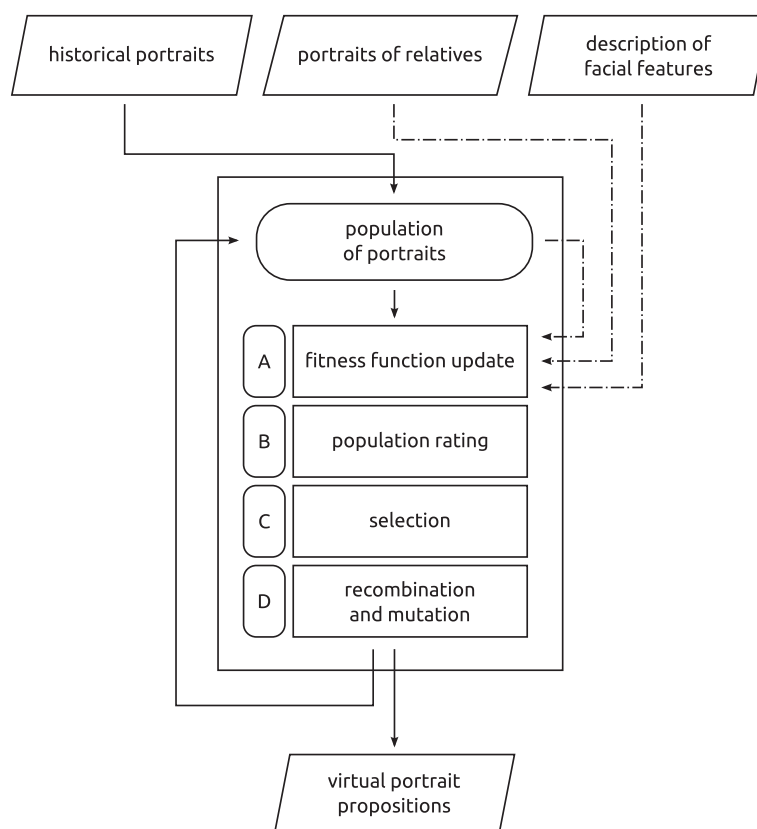 historical portraits
portraits of relatives
description of
facial features
population
of portraits
A
fitness function update
B
population rating
C
selection
D
recombination
and mutation
virtual portrait
propositions